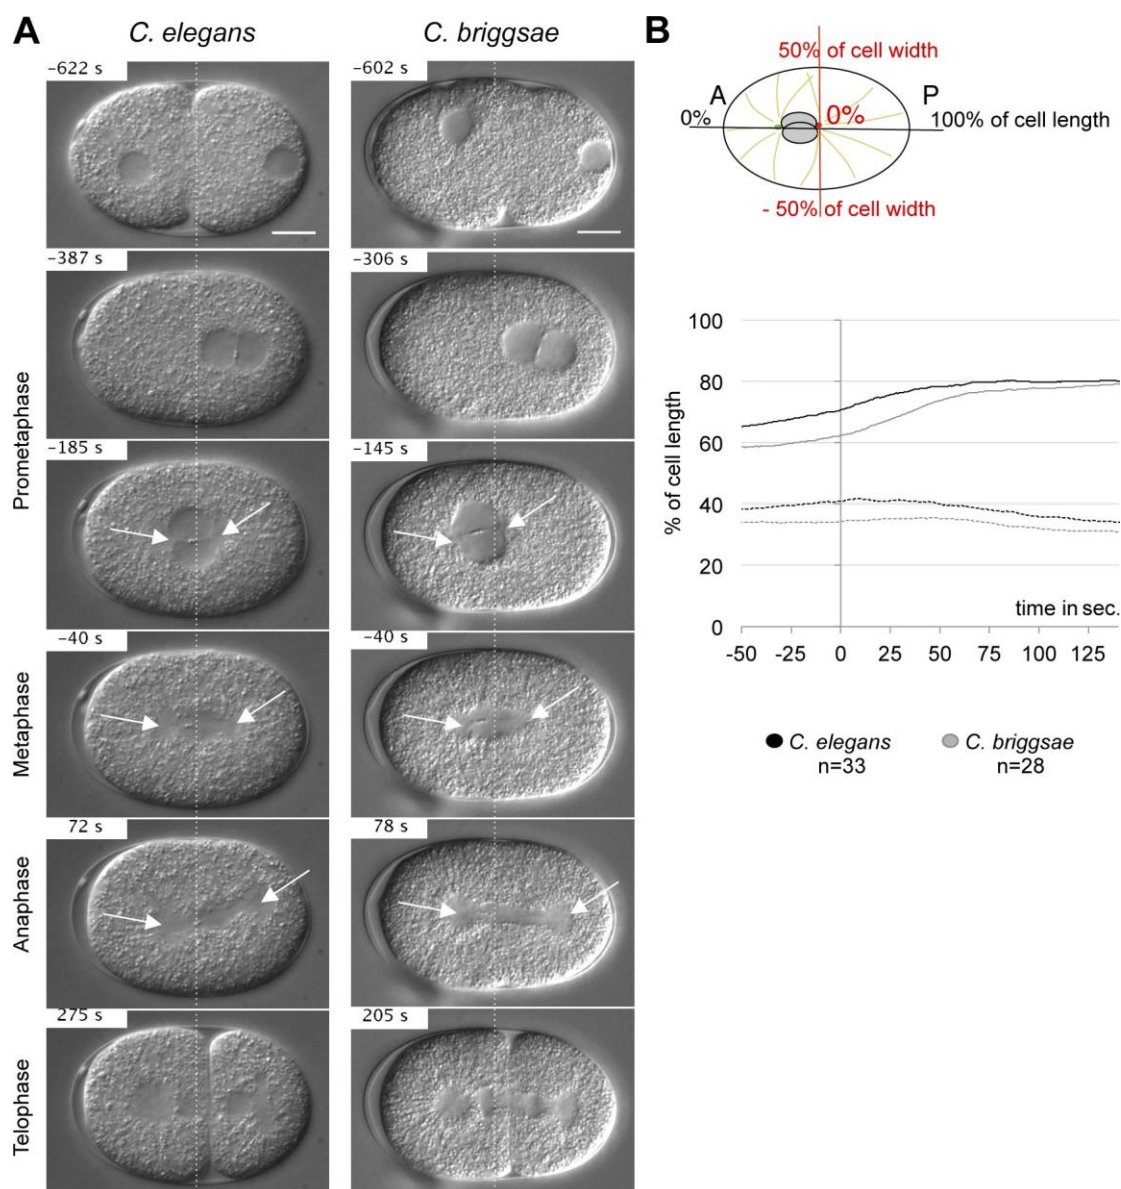 A
C. elegans
C. briggsae
–622 s
–602 s
–387 s
–306 s
Prometaphase
–185 s
–145 s
Metaphase
–40 s
–40 s
Anaphase
72 s
78 s
Telophase
275 s
205 s
B
50% of cell width
A
P
0%
0%
100% of cell length
- 50% of cell width
% of cell length
100
80
60
40
20
0
time in sec.
-50 -25 0 25 50 75 100 125
C. elegans
n=33
C. briggsae
n=28